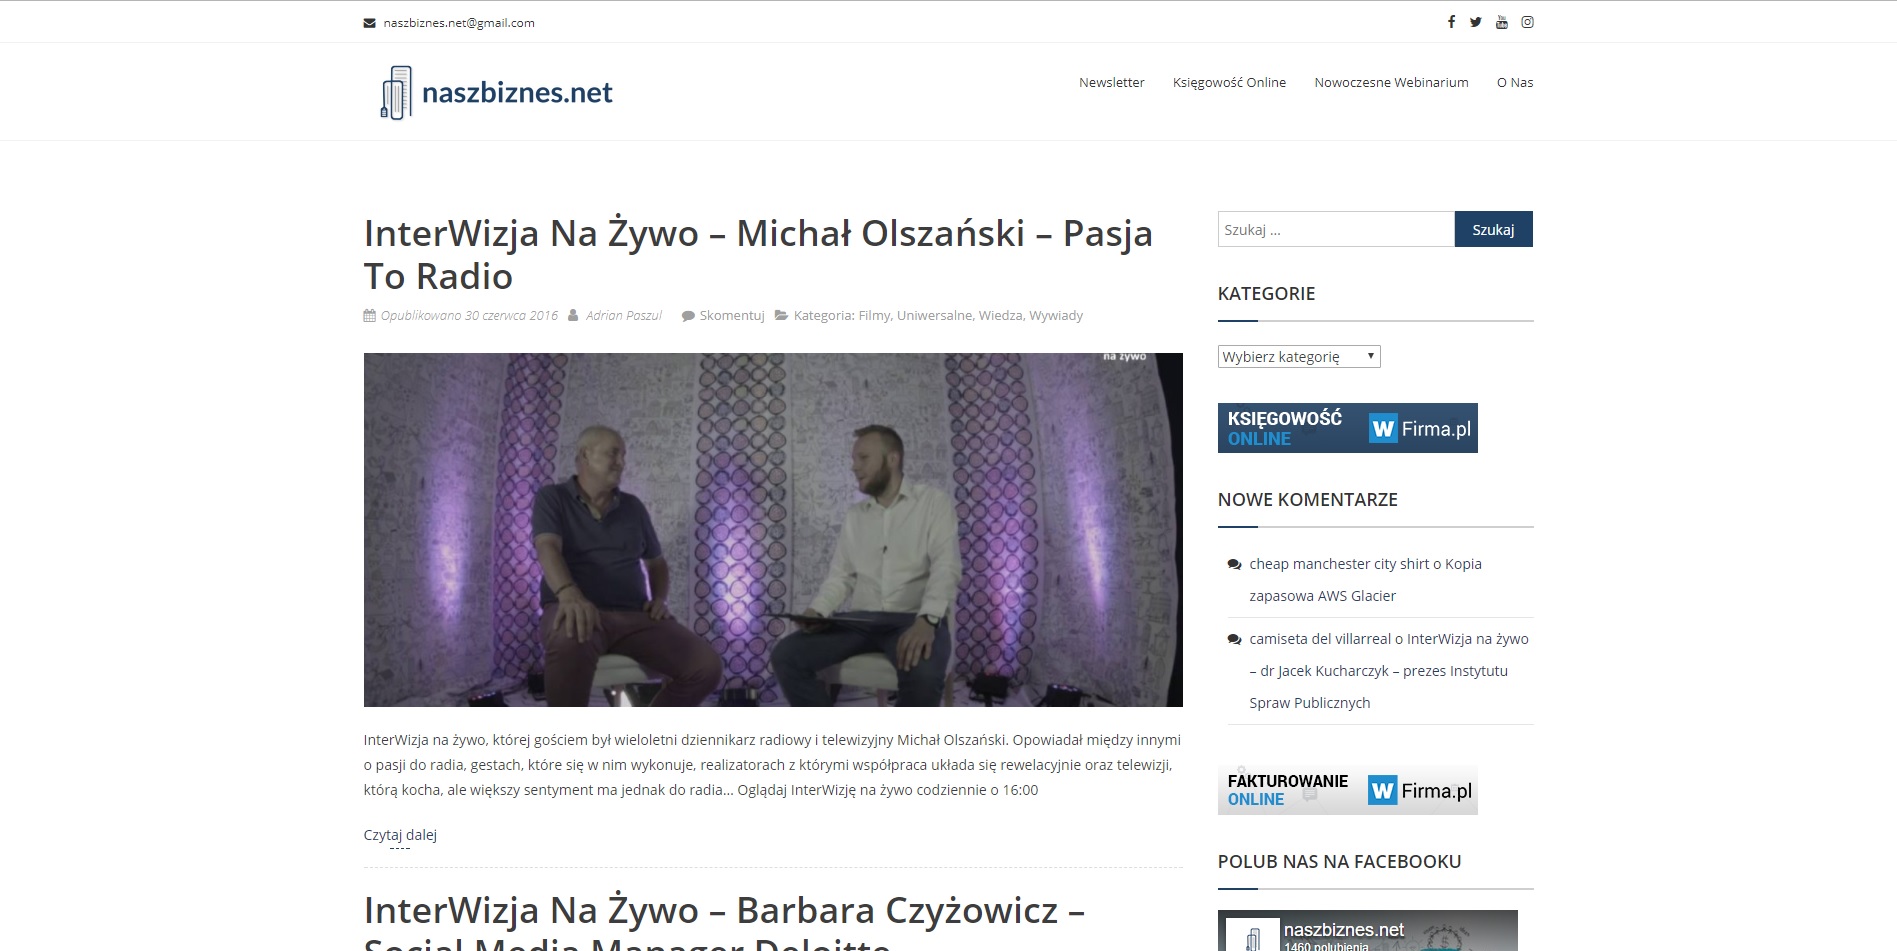 naszbiznes.net@gmail.com
naszbiznes.net
Newsletter
Księgowość Online
Nowoczesne Webinarium
O Nas
InterWizja Na Żywo – Michał Olszański – Pasja
To Radio
Opublikowano 30 czerwca 2016 Adrian Paszul Skomentuj Kategoria: Filmy, Uniwersalne, Wiedza, Wywiady
na żywo
InterWizja na żywo, której gościem był wieloletni dziennikarz radiowy i telewizyjny Michał Olszański. Opowiadał między innymi
o pasji do radia, gestach, które się w nim wykonuje, realizatorach z którymi współpraca układa się rewelacyjnie oraz telewizji,
którą kocha, ale większy sentyment ma jednak do radia… Oglądaj InterWizję na żywo codziennie o 16:00
Czytaj dalej
InterWizja Na Żywo – Barbara Czyżowicz –
Social Media Manager Deloitte
Szukaj …
Szukaj
KATEGORIE
Wybierz kategorię
KSIĘGOWOŚĆ
ONLINE
W Firma.pl
NOWE KOMENTARZE
cheap manchester city shirt o Kopia
zapasowa AWS Glacier
camiseta del villarreal o InterWizja na żywo
– dr Jacek Kucharczyk – prezes Instytutu
Spraw Publicznych
FAKTUROWANIE
ONLINE
W Firma.pl
POLUB NAS NA FACEBOOKU
naszbiznes.net
1460 polubienia